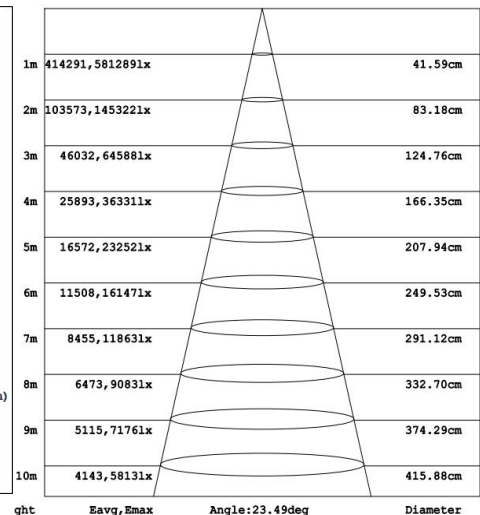 1m 414291,581289lx 41.59cm
2m 103573,145322lx 83.18cm
3m 46032,64588lx 124.76cm
4m 25893,36331lx 166.35cm
5m 16572,23252lx 207.94cm
6m 11508,16147lx 249.53cm
7m 8455,11863lx 291.12cm
8m 6473,9083lx 332.70cm
9m 5115,7176lx 374.29cm
10m 4143,5813lx 415.88cm
ght Eavg,Emax Angle:23.49deg Diameter